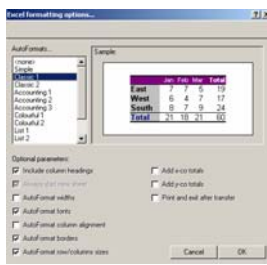 Excel formatting options...
AutoFormats...
(none)
Simple
Classic 1
Classic 2
Accounting 1
Accounting 2
Accounting 3
Colourful 1
Colourful 2
List 1
List 2
Sample:
Jan Feb Mar Total
East 7 7 5 19
West 6 4 7 17
South 8 7 9 24
Total 21 18 21 60
Optional parameters:
Include column headings
Always start new sheet
AutoFormat widths
AutoFormat fonts
AutoFormat column alignment
AutoFormat borders
AutoFormat row/columns sizes
Add x-co totals
Add y-co totals
Print and exit after transfer
Cancel
OK